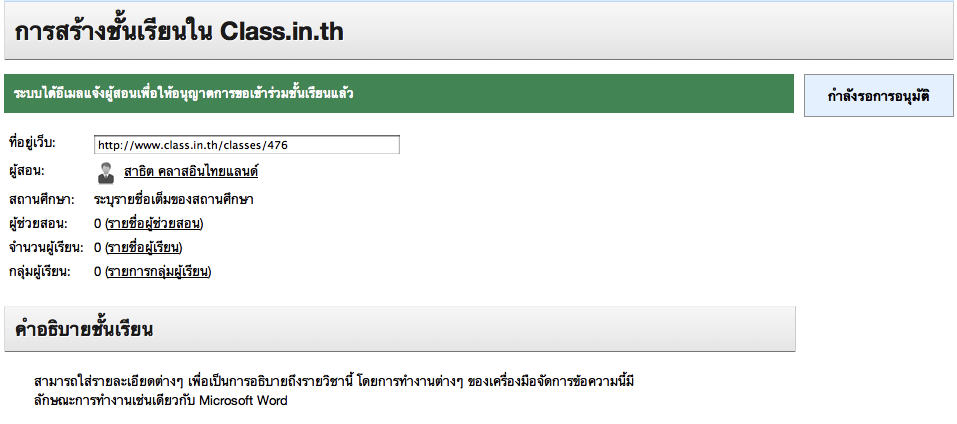 การสร้างชั้นเรียนใน Class.in.th
ระบบได้อีเมลแจ้งผู้สอนเพื่อให้อนุญาตการขอเข้าร่วมชั้นเรียนแล้ว
กำลังรอการอนุมัติ
ที่อยู่เว็บ: http://www.class.in.th/classes/476
ผู้สอน: สาธิต คลาสอินไทยแลนด์
สถานศึกษา: ระบุรายชื่อเต็มของสถานศึกษา
ผู้ช่วยสอน: 0 (รายชื่อผู้ช่วยสอน)
จำนวนผู้เรียน: 0 (รายชื่อผู้เรียน)
กลุ่มผู้เรียน: 0 (รายการกลุ่มผู้เรียน)
คำอธิบายชั้นเรียน
สามารถใส่รายละเอียดต่างๆ เพื่อเป็นการอธิบายถึงรายวิชานี้ โดยการทำงานต่างๆ ของเครื่องมือจัดการข้อความนี้มี
ลักษณะการทำงานเช่นเดียวกับ Microsoft Word